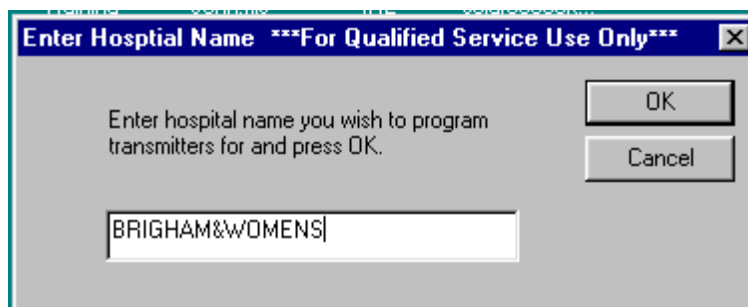 Enter Hosptial Name ***For Qualified Service Use Only***
OK
Enter hospital name you wish to program
transmitters for and press OK.
Cancel
BRIGHAM&WOMENS